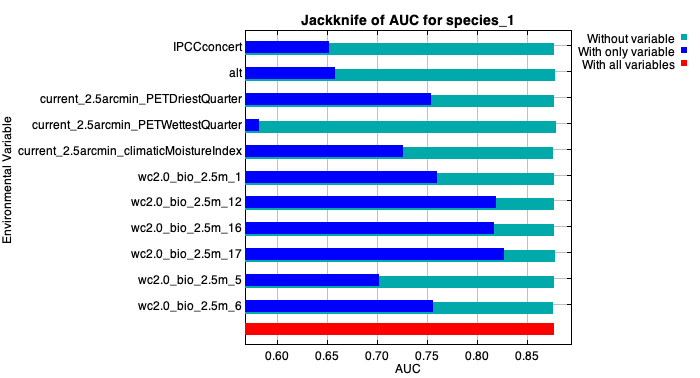 Jackknife of AUC for species_1
Without variable
With only variable
With all variables
Environmental Variable
IPCCconcert
alt
current_2.5arcmin_PETDriestQuarter
current_2.5arcmin_PETWettestQuarter
current_2.5arcmin_climaticMoistureIndex
wc2.0_bio_2.5m_1
wc2.0_bio_2.5m_12
wc2.0_bio_2.5m_16
wc2.0_bio_2.5m_17
wc2.0_bio_2.5m_5
wc2.0_bio_2.5m_6
0.60 0.65 0.70 0.75 0.80 0.85
AUC